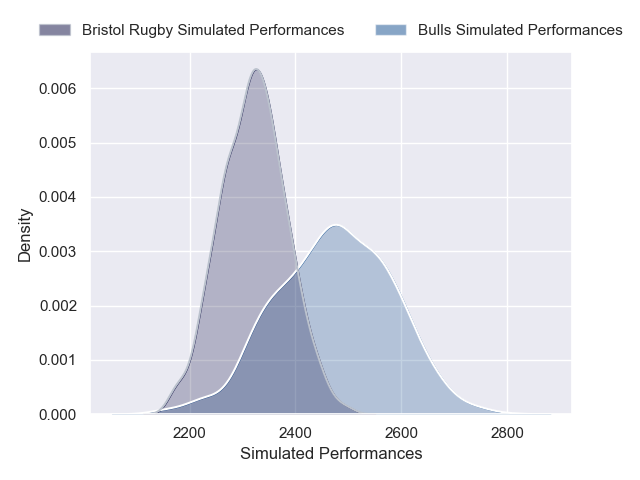 Bristol Rugby Simulated Performances
Bulls Simulated Performances
0.006
0.005
0.004
0.003
0.002
0.001
0.000
Density
2200
2400
2600
2800
Simulated Performances